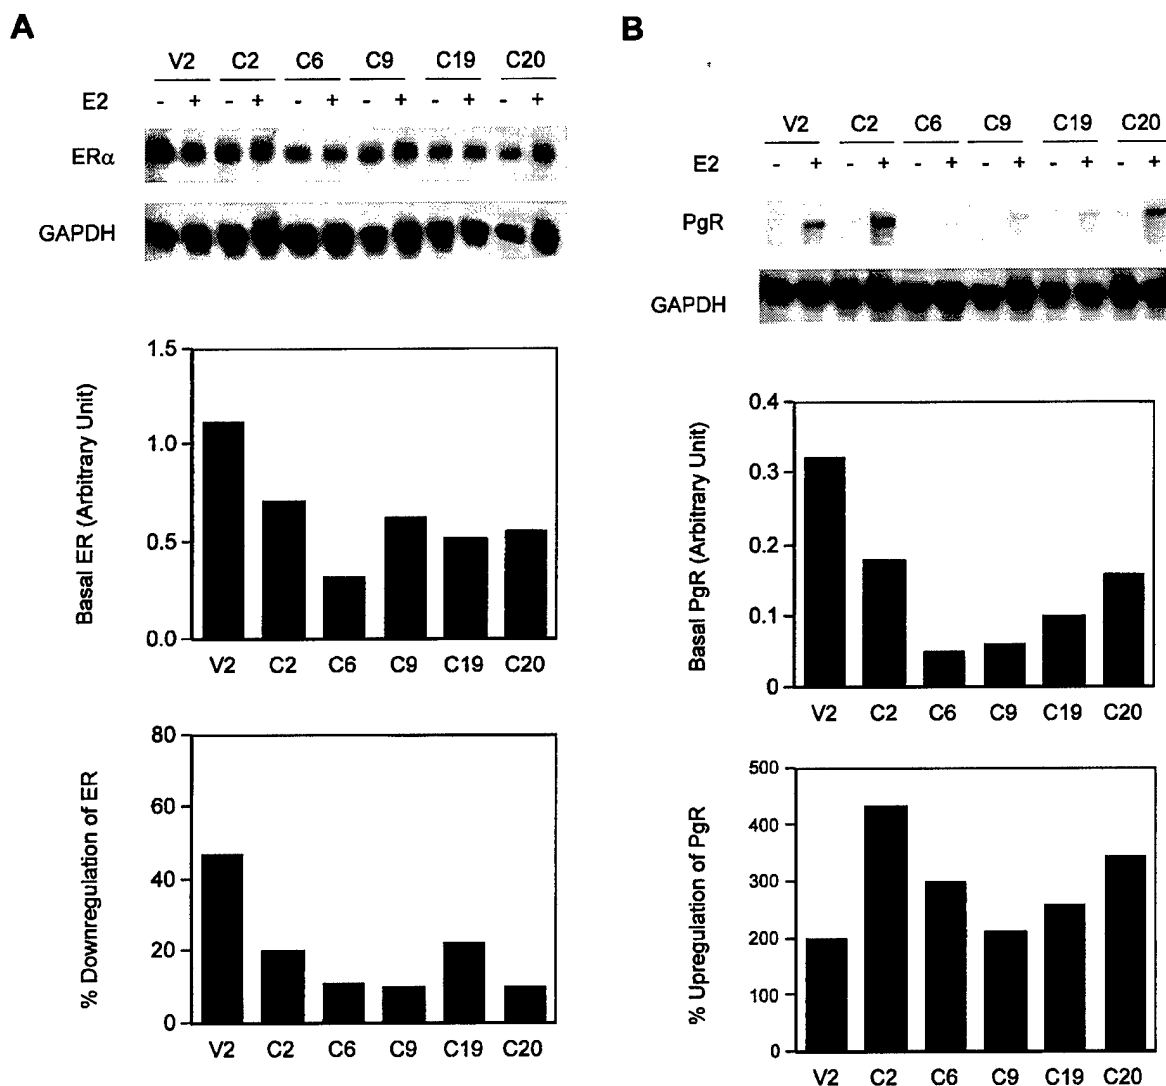 A
V2 C2 C6 C9 C19 C20
E2 - + - + - + - + - + - +
ERα
GAPDH
1.5
1.0
0.5
0.0
Basal ER (Arbitrary Unit)
V2 C2 C6 C9 C19 C20
80
60
40
20
0
% Downregulation of ER
V2 C2 C6 C9 C19 C20
B
V2 C2 C6 C9 C19 C20
E2 - + - + - + - + - + - +
PgR
GAPDH
0.4
0.3
0.2
0.1
0
Basal PgR (Arbitrary Unit)
V2 C2 C6 C9 C19 C20
500
400
300
200
100
0
% Upregulation of PgR
V2 C2 C6 C9 C19 C20